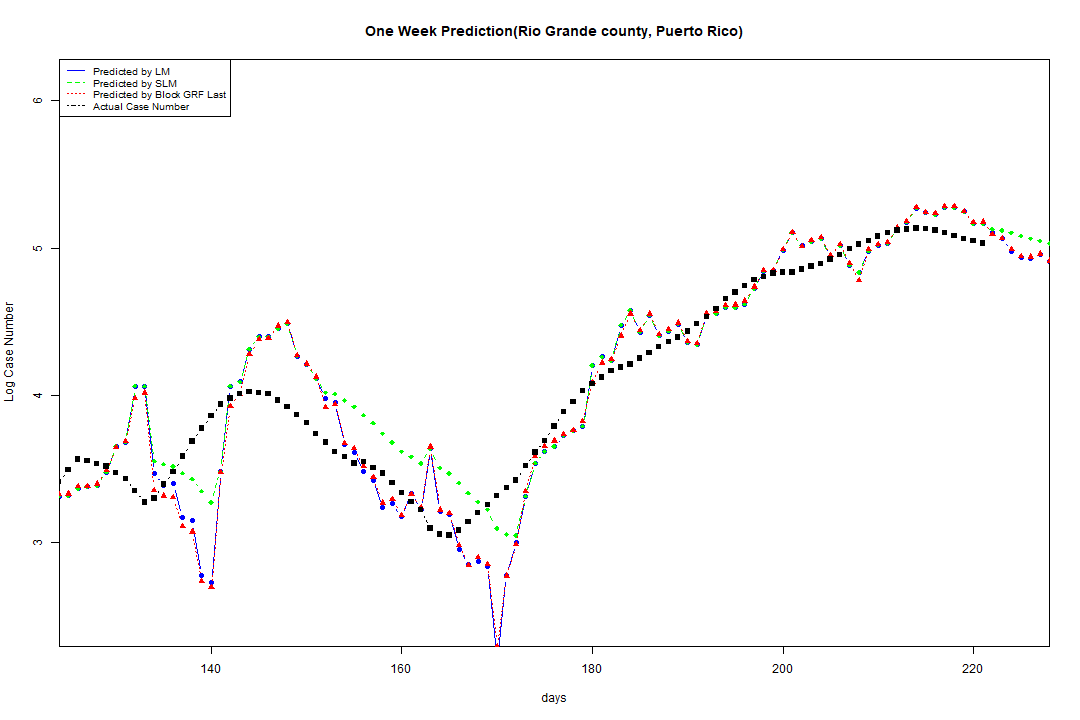 One Week Prediction(Rio Grande county, Puerto Rico)
Predicted by LM
Predicted by SLM
Predicted by Block GRF Last
Actual Case Number
6
5
4
3
Log Case Number
140 160 180 200 220
days